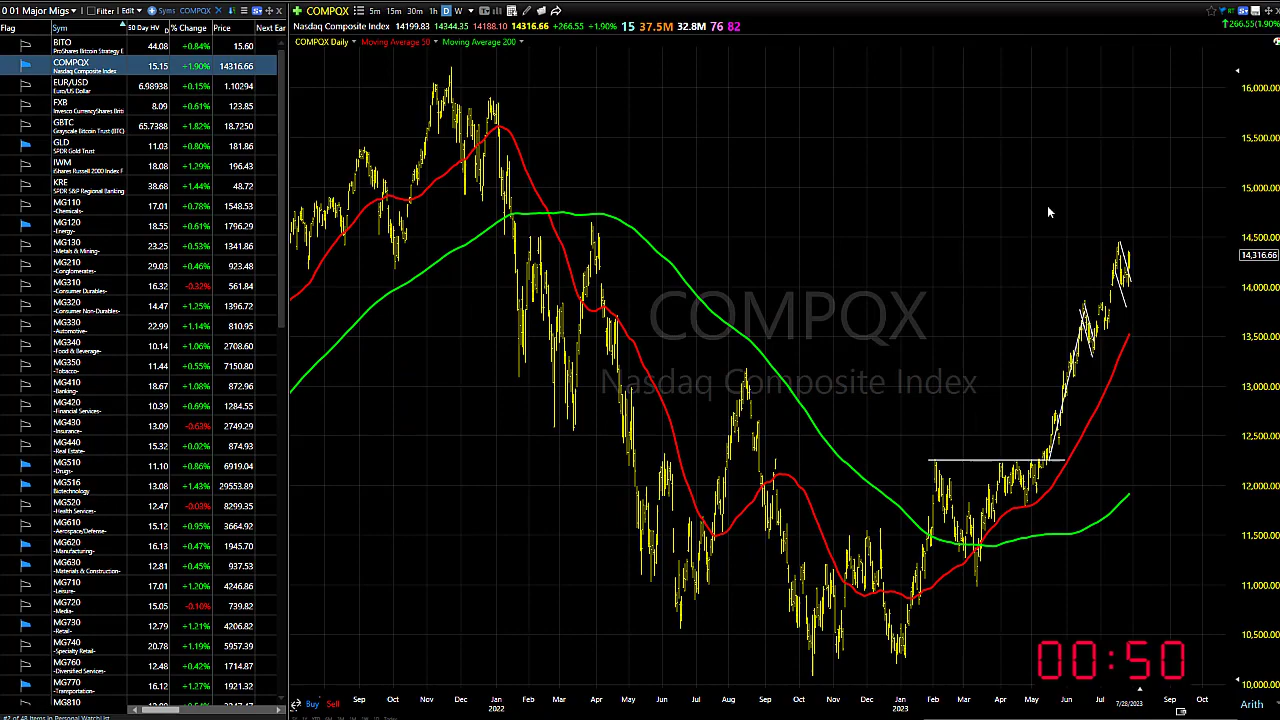 0 01 Major Migs Filter Edit Syms COMPQX
Flag Sym 50 Day HV % Change Price Next Ear
BITO 44.08 +0.84% 15.60
ProShares Bitcoin Strategy E
COMPQX 15.15 +1.90% 14316.66
Nasdaq Composite Index
EUR/USD 6.98938 +0.15% 1.10294
Euro/US Dollar
FXB 8.09 +0.61% 123.85
Invesco CurrencyShares Briti
GBTC 65.7388 +1.82% 18.7250
Grayscale Bitcoin Trust (BTC)
GLD 11.03 +0.80% 181.86
SPDR Gold Trust
IWM 18.08 +1.29% 196.43
iShares Russell 2000 Index F
KRE 38.68 +1.44% 48.72
SPDR S&P Regional Banking
MG110 17.01 +0.78% 1548.53
-Chemicals-
MG120 18.55 +0.61% 1796.29
-Energy-
MG130 23.25 +0.53% 1341.86
-Metals & Mining-
MG210 29.03 +0.46% 923.48
-Conglomerates-
MG310 16.32 -0.32% 561.84
-Consumer Durables-
MG320 14.47 +1.25% 1396.72
-Consumer Non-Durables-
MG330 22.99 +1.14% 810.95
-Automotive-
MG340 10.14 +1.06% 2708.60
-Food & Beverage-
MG350 11.44 +0.55% 7150.80
-Tobacco-
MG410 18.67 +1.08% 872.96
-Banking-
MG420 10.39 +0.69% 1284.55
-Financial Services-
MG430 13.09 -0.63% 2749.29
-Insurance-
MG440 15.32 +0.02% 874.93
-Real Estate-
MG510 11.10 +0.86% 6919.04
-Drugs-
MG516 13.08 +1.43% 29553.89
Biotechnology
MG520 12.47 -0.03% 8299.35
-Health Services-
MG610 15.12 +0.95% 3664.92
-Aerospace/Defense-
MG620 16.13 +0.47% 1945.70
-Manufacturing-
MG630 12.81 +0.45% 937.53
-Materials & Construction-
MG710 17.01 +1.20% 4246.86
-Leisure-
MG720 15.05 -0.10% 739.82
-Media-
MG730 12.79 +1.21% 4206.82
-Retail-
MG740 20.78 +1.19% 5957.39
-Specialty Retail-
MG760 12.48 +0.42% 1714.87
-Diversified Services-
MG770 16.12 +1.27% 1921.32
-Transportation-
MG810
COMPQX 5m 15m 30m 1h D W
Nasdaq Composite Index 14199.83 14344.35 14188.10 14316.66 +266.55 +1.90% 15 37.5M 32.8M 76 82
266.55(1.90%)
COMPQX Daily Moving Average 50 Moving Average 200
COMPQX
Nasdaq Composite Index
16,000.00
15,500.00
15,000.00
14,500.00
14,316.66
14,000.00
13,500.00
13,000.00
12,500.00
12,000.00
11,500.00
11,000.00
10,500.00
10,000.00
00:50
Buy Sell
Sep Oct Nov Dec 2022 Feb Mar Apr May Jun Jul Aug Sep Oct Nov Dec Jan 2023 Feb Mar Apr May Jun Jul 7/28/2023 Sep Oct
Arith